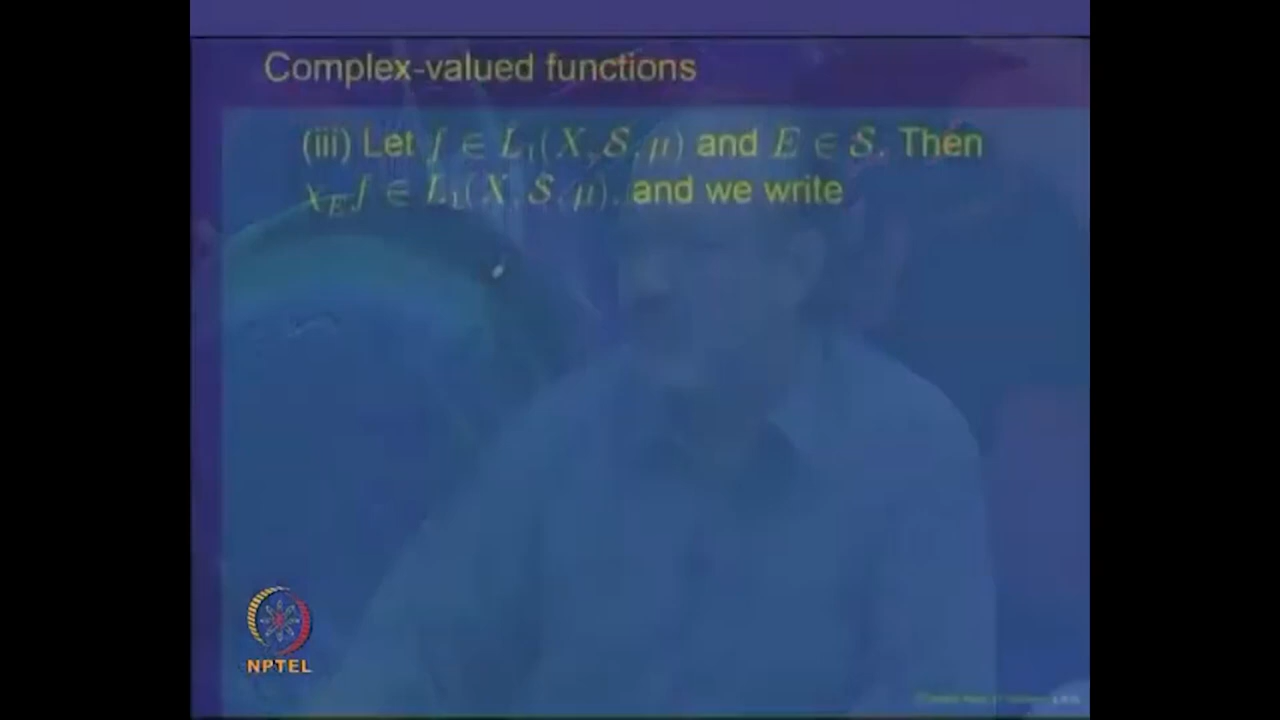 Complex-valued functions
(iii) Let f ∈ L₁(X, S, μ) and E ∈ S. Then
χ_E f ∈ L₁(X, S, μ), and we write
NPTEL